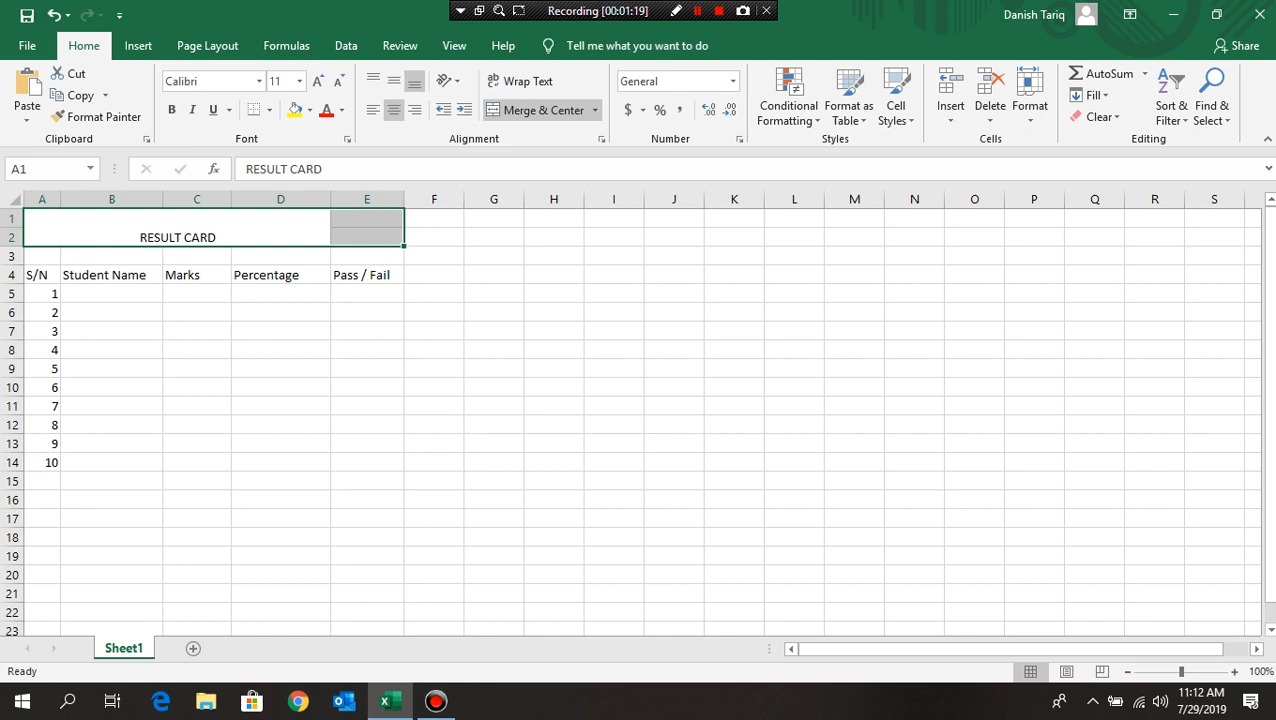 Recording [00:01:19]
Danish Tariq
File Home Insert Page Layout Formulas Data Review View Help Tell me what you want to do Share
Paste Cut Copy Format Painter Clipboard
Calibri 11 B I U A Font
Wrap Text Merge & Center Alignment
General $ % , Number
Conditional Formatting Format as Table Cell Styles Styles
Insert Delete Format Cells
AutoSum Fill Clear Sort & Filter Find & Select Editing
A1 fx RESULT CARD
A B C D E F G H I J K L M N O P Q R S
1
2 RESULT CARD
3
4 S/N Student Name Marks Percentage Pass / Fail
5 1
6 2
7 3
8 4
9 5
10 6
11 7
12 8
13 9
14 10
15
16
17
18
19
20
21
22
23
Sheet1
Ready 100%
11:12 AM
7/29/2019